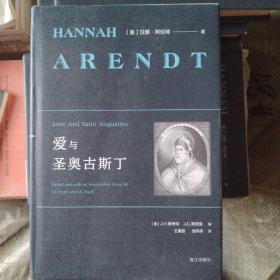 HANNAH
[美] 汉娜·阿伦特 著
ARENDT
Love And Saint Augustine
爱与
圣奥古斯丁
Edited and with an Interpretive Essay by
J.V. Scott and J.C. Stark
漓江出版社